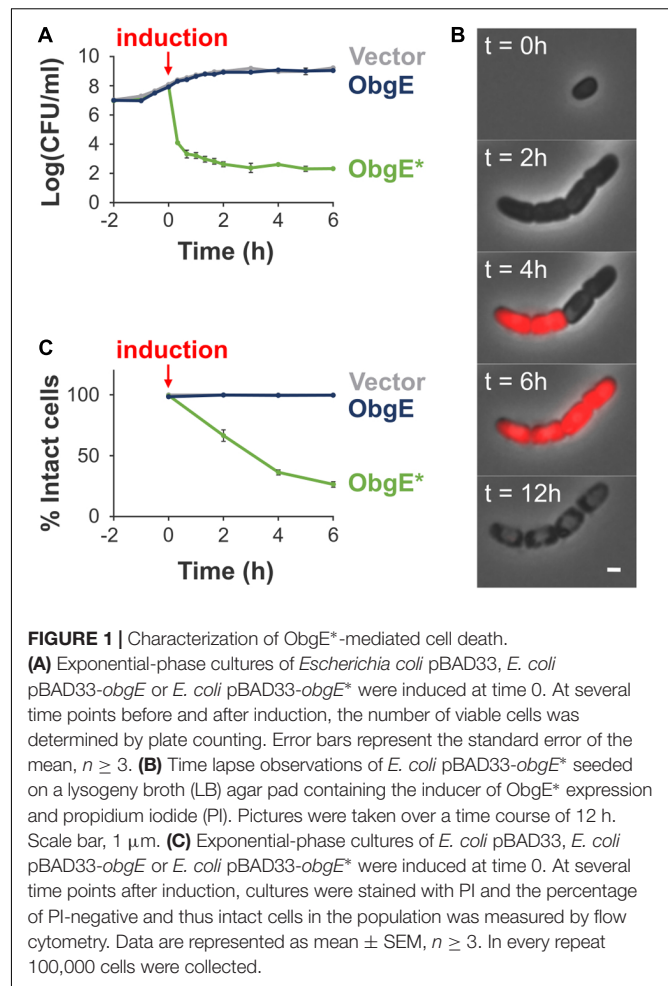 A
induction
Vector
ObgE
ObgE*
10
8
6
4
2
0
Log(CFU/ml)
-2 0 2 4 6
Time (h)
B
t = 0h
t = 2h
t = 4h
t = 6h
t = 12h
C
induction
Vector
ObgE
ObgE*
100
50
0
% Intact cells
-2 0 2 4 6
Time (h)
FIGURE 1 | Characterization of ObgE*-mediated cell death.
(A) Exponential-phase cultures of Escherichia coli pBAD33, E. coli
pBAD33-obgE or E. coli pBAD33-obgE* were induced at time 0. At several
time points before and after induction, the number of viable cells was
determined by plate counting. Error bars represent the standard error of the
mean, n ≥ 3. (B) Time lapse observations of E. coli pBAD33-obgE* seeded
on a lysogeny broth (LB) agar pad containing the inducer of ObgE* expression
and propidium iodide (PI). Pictures were taken over a time course of 12 h.
Scale bar, 1 μm. (C) Exponential-phase cultures of E. coli pBAD33, E. coli
pBAD33-obgE or E. coli pBAD33-obgE* were induced at time 0. At several
time points after induction, cultures were stained with PI and the percentage
of PI-negative and thus intact cells in the population was measured by flow
cytometry. Data are represented as mean ± SEM, n ≥ 3. In every repeat
100,000 cells were collected.